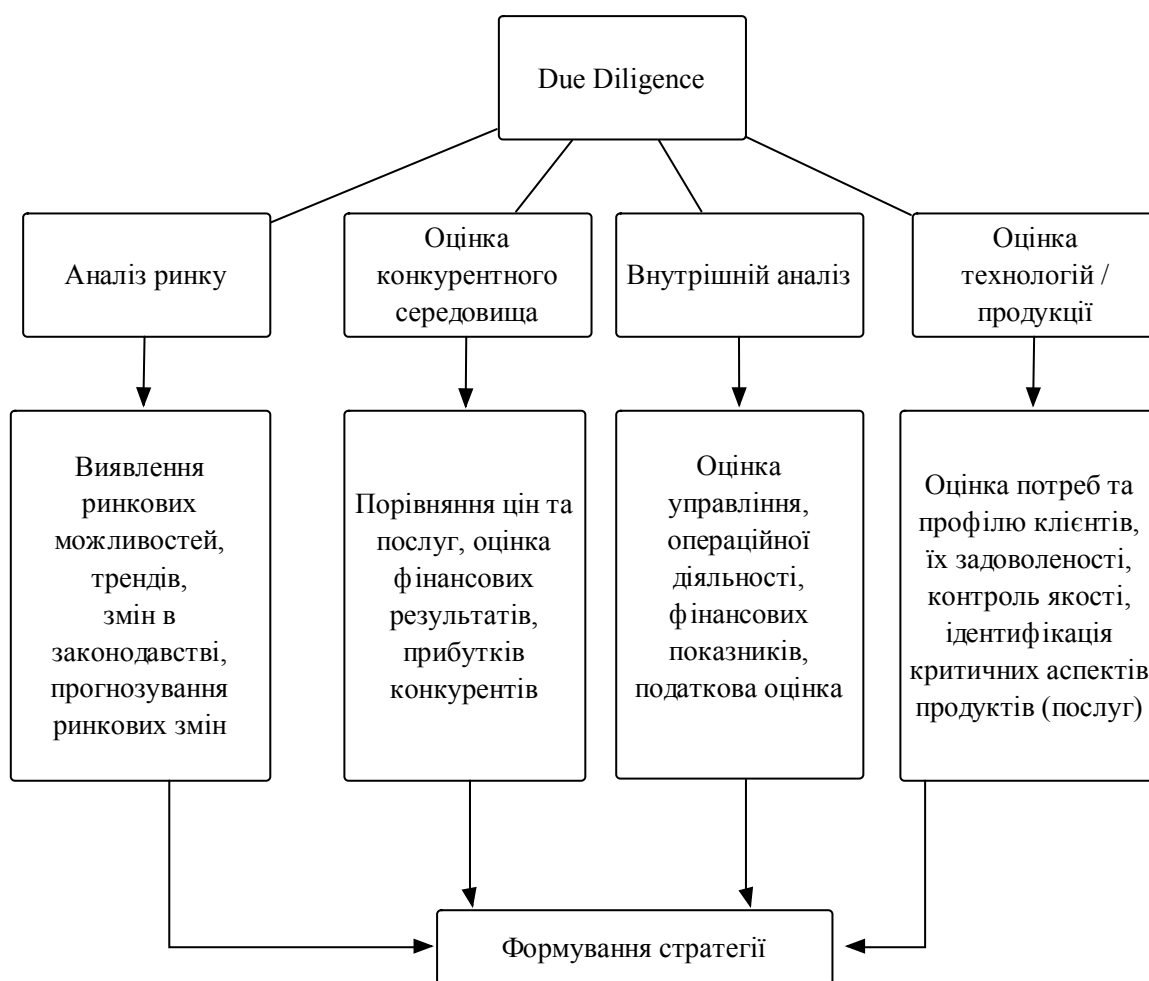 Due Diligence
Аналіз ринку
Оцінка
конкурентного
середовища
Внутрішній аналіз
Оцінка
технологій /
продукції
Виявлення
ринкових
можливостей,
трендів,
змін в
законодавстві,
прогнозування
ринкових змін
Порівняння цін та
послуг, оцінка
фінансових
результатів,
прибутків
конкурентів
Оцінка
управління,
операційної
діяльності,
фінансових
показників,
податкова оцінка
Оцінка потреб та
профілю клієнтів,
їх задоволеності,
контроль якості,
ідентифікація
критичних аспектів
продуктів (послуг)
Формування стратегії